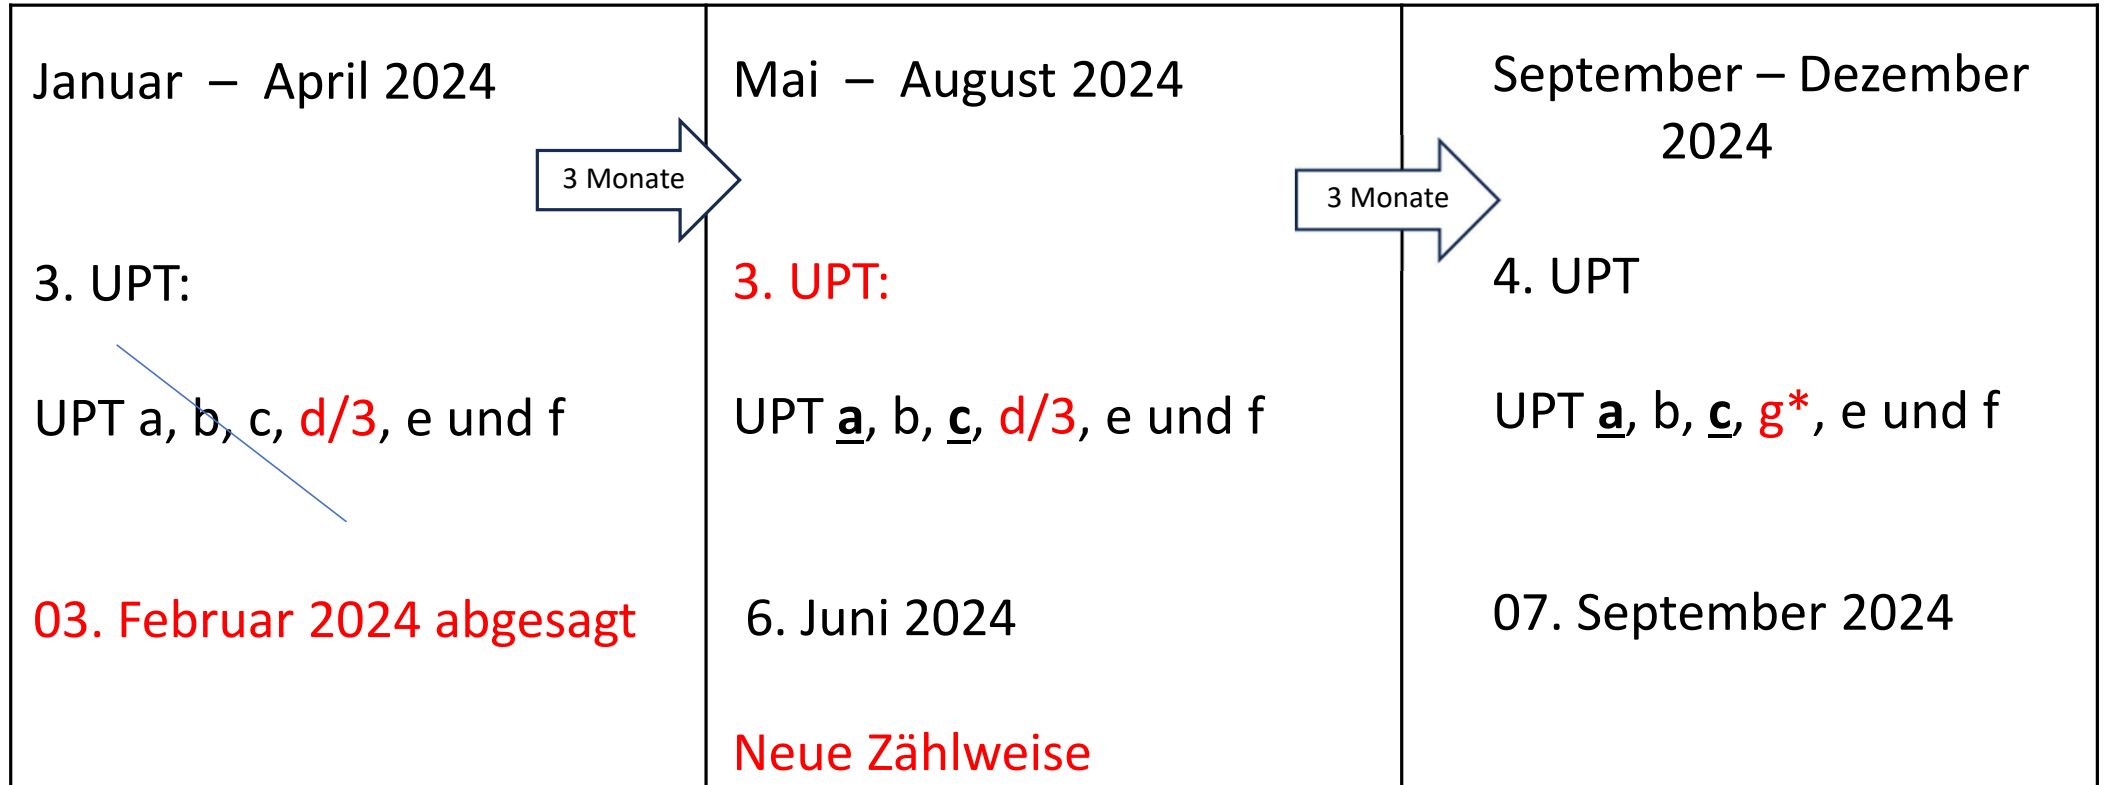 Januar – April 2024
3 Monate
3. UPT:
UPT a, b, c, d/3, e und f
03. Februar 2024 abgesagt
Mai – August 2024
3 Monate
3. UPT:
UPT a, b, c, d/3, e und f
6. Juni 2024
Neue Zählweise
September – Dezember
2024
4. UPT
UPT a, b, c, g*, e und f
07. September 2024